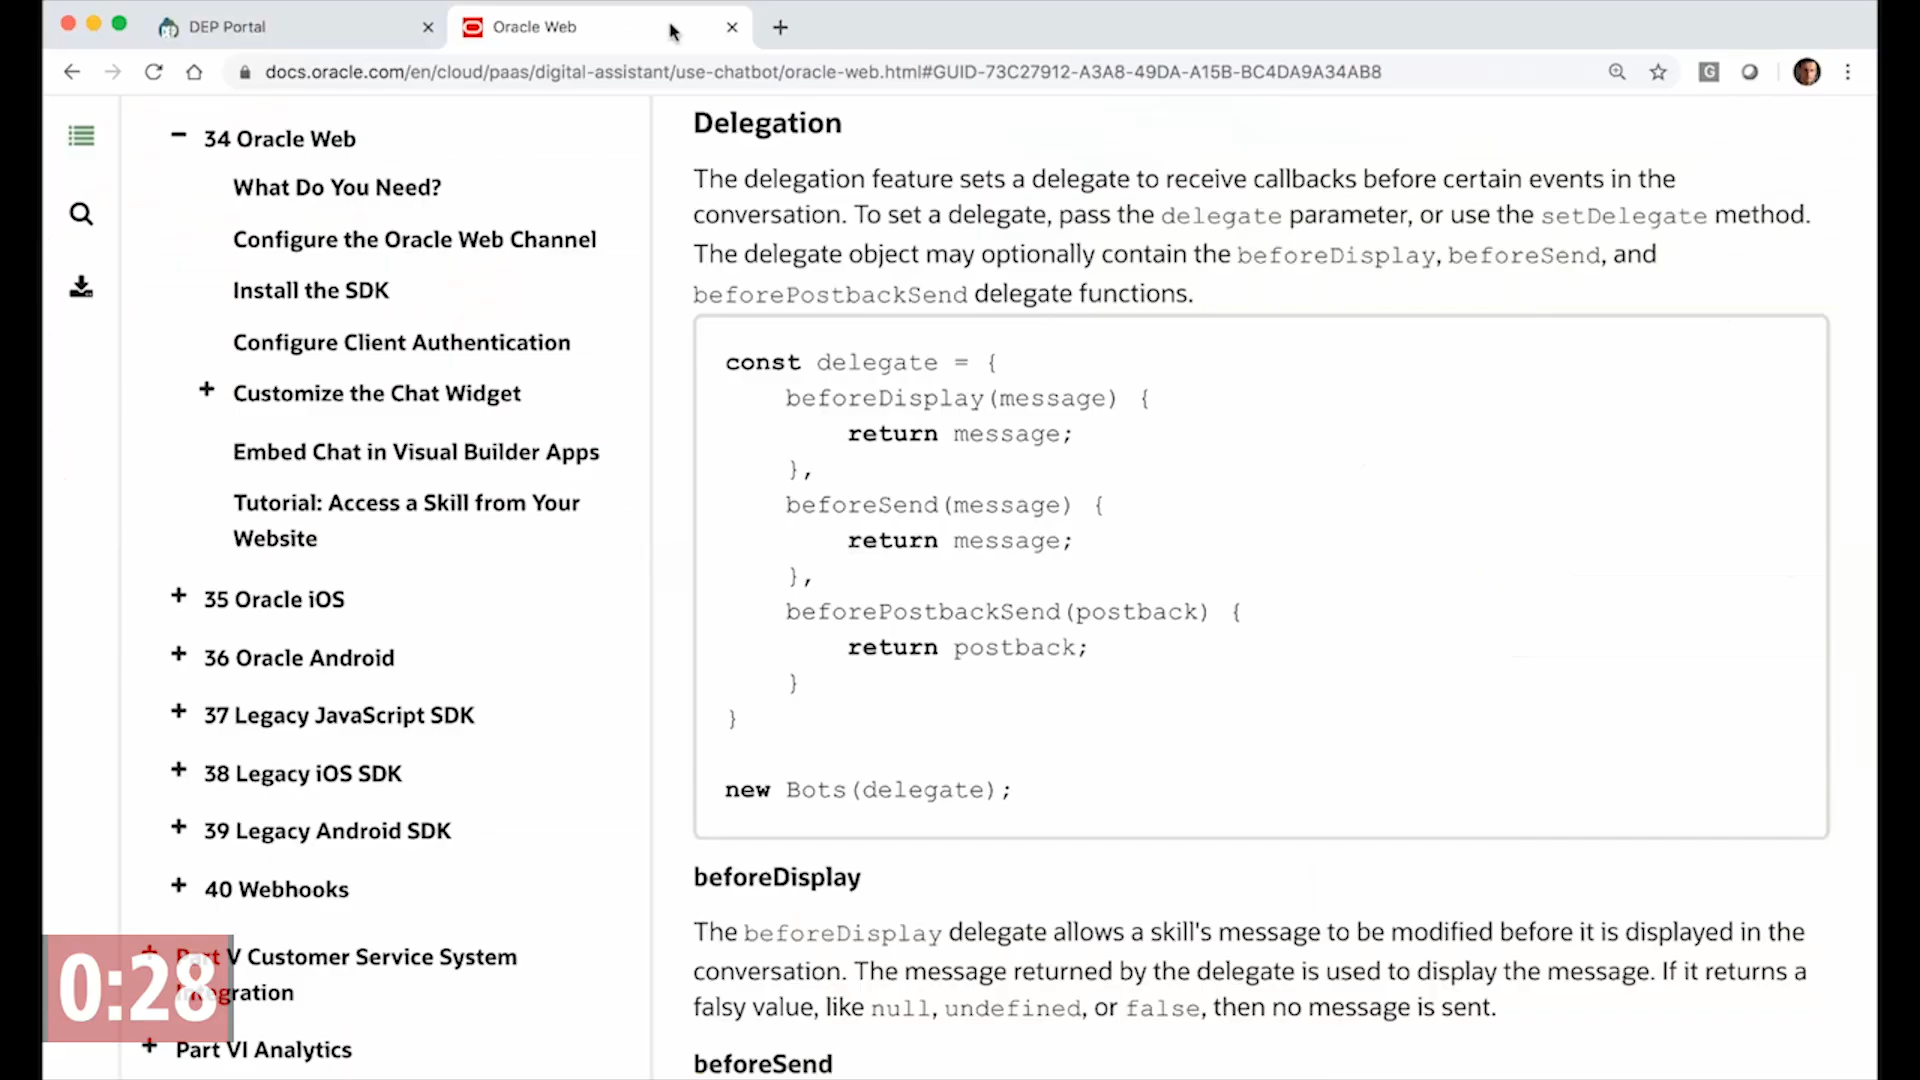 DEP Portal
Oracle Web
docs.oracle.com/en/cloud/paas/digital-assistant/use-chatbot/oracle-web.html#GUID-73C27912-A3A8-49DA-A15B-BC4DA9A34AB8
34 Oracle Web
What Do You Need?
Configure the Oracle Web Channel
Install the SDK
Configure Client Authentication
Customize the Chat Widget
Embed Chat in Visual Builder Apps
Tutorial: Access a Skill from Your
Website
35 Oracle iOS
36 Oracle Android
37 Legacy JavaScript SDK
38 Legacy iOS SDK
39 Legacy Android SDK
40 Webhooks
Part V Customer Service System
Integration
Part VI Analytics
0:28
Delegation
The delegation feature sets a delegate to receive callbacks before certain events in the
conversation. To set a delegate, pass the delegate parameter, or use the setDelegate method.
The delegate object may optionally contain the beforeDisplay, beforeSend, and
beforePostbackSend delegate functions.
const delegate = {
beforeDisplay(message) {
return message;
},
beforeSend(message) {
return message;
},
beforePostbackSend(postback) {
return postback;
}
}
new Bots(delegate);
beforeDisplay
The beforeDisplay delegate allows a skill's message to be modified before it is displayed in the
conversation. The message returned by the delegate is used to display the message. If it returns a
falsy value, like null, undefined, or false, then no message is sent.
beforeSend